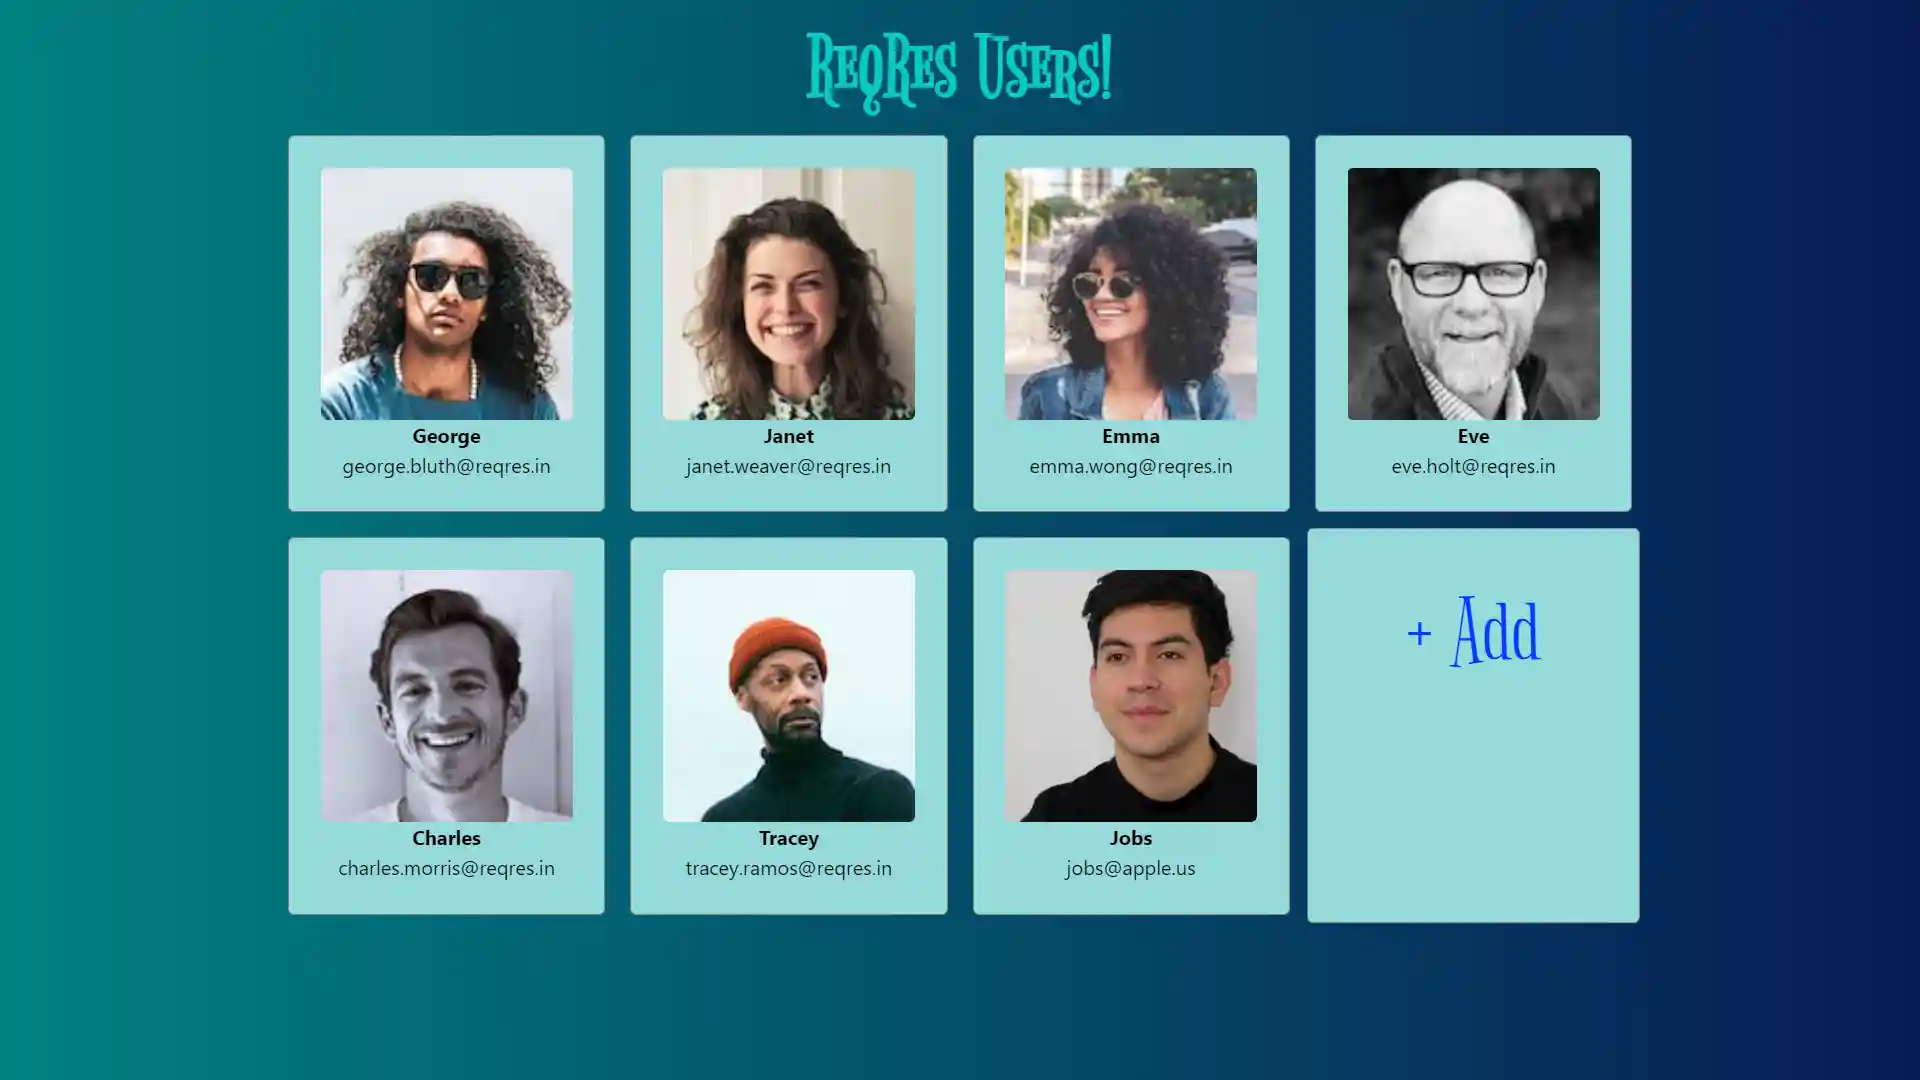 ReqRes Users!
George
george.bluth@reqres.in
Janet
janet.weaver@reqres.in
Emma
emma.wong@reqres.in
Eve
eve.holt@reqres.in
Charles
charles.morris@reqres.in
Tracey
tracey.ramos@reqres.in
Jobs
jobs@apple.us
+ Add